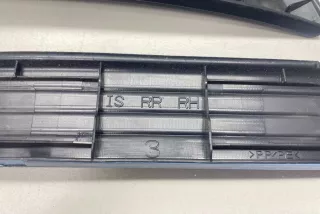 IS RR RH
3
>PP/PE<